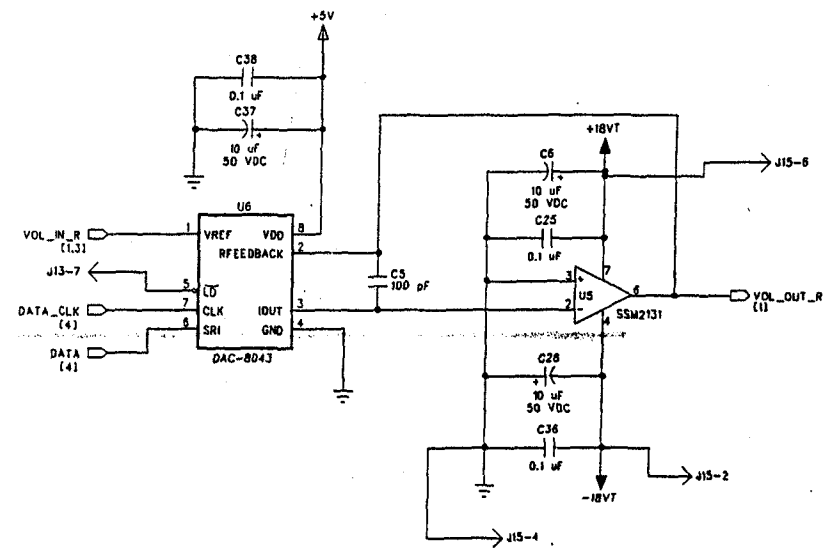 +5V
C38
0.1 uF
C37
+
10 uF
50 VDC
U6
VOL_IN_R
[1,3]
1
VREF
VDD
8
RFEEDBACK
2
J13-7
5
LD
DATA_CLK
[4]
7
CLK
IOUT
3
6
SRI
GND
4
DATA
[4]
DAC-8043
C5
100 pF
+18VT
J15-6
C6
+
10 uF
50 VDC
C25
0.1 uF
7
3
+
U5
2
-
6
4
SSM2131
VOL_OUT_R
[1]
C26
+
10 uF
50 VDC
C36
0.1 uF
J15-2
-18VT
J15-4